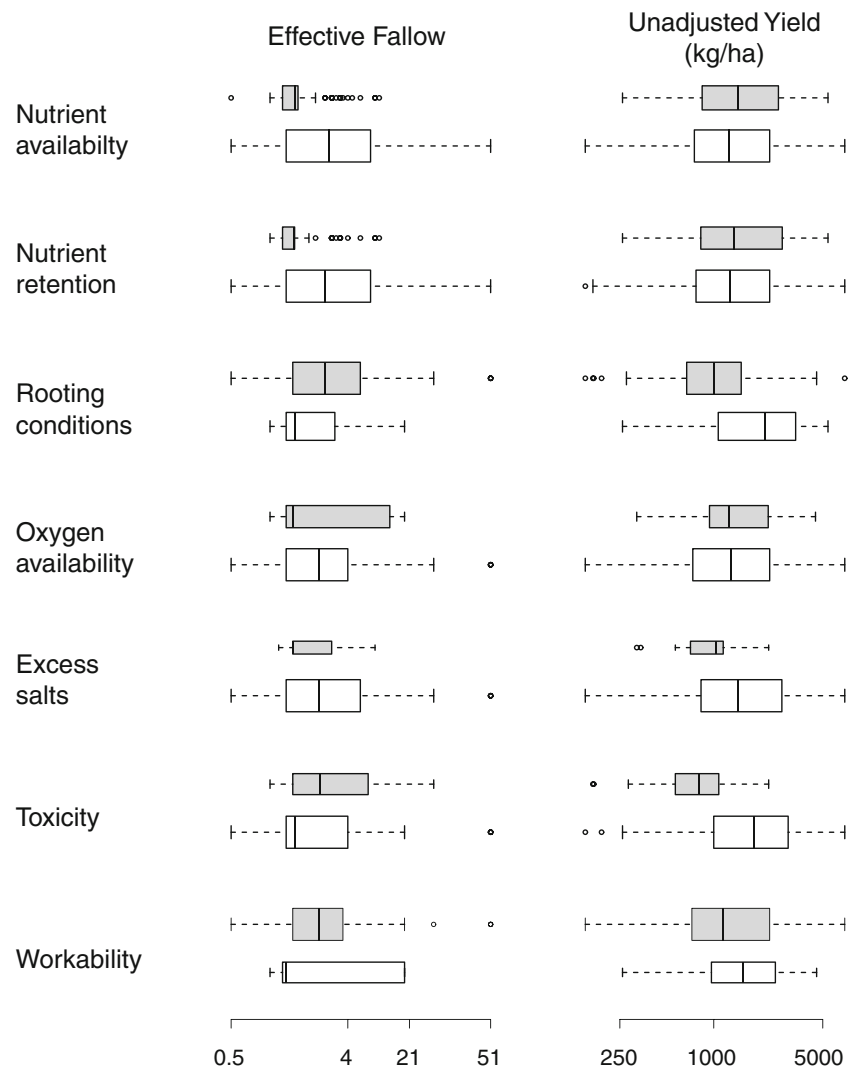 Effective Fallow
Unadjusted Yield
(kg/ha)
Nutrient
availabilty
Nutrient
retention
Rooting
conditions
Oxygen
availability
Excess
salts
Toxicity
Workability
0.5 4 21 51
250 1000 5000